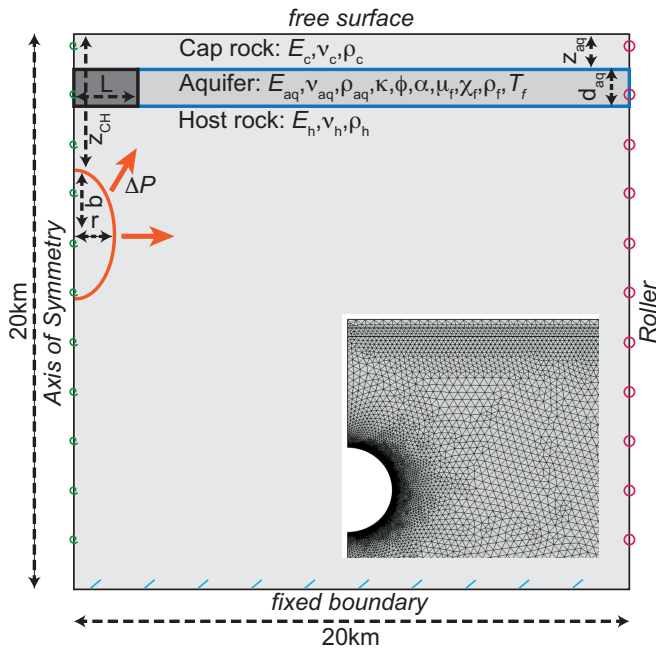 free surface
Cap rock: E_c,ν_c,ρ_c
z_aq
Aquifer: E_aq,ν_aq,ρ_aq,κ,ϕ,α,μ_f,χ_f,ρ_f,T_f
L
d_aq
Host rock: E_h,ν_h,ρ_h
z_CH
ΔP
b
r
Axis of Symmetry
20km
Roller
fixed boundary
20km